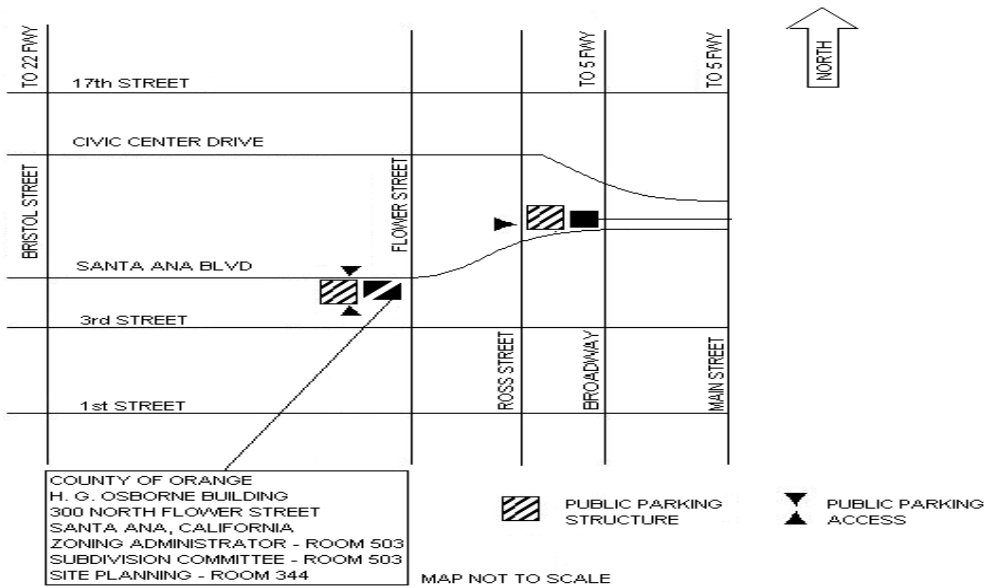 TO 22 FWY
TO 5 FWY
TO 5 FWY
NORTH
17th STREET
CIVIC CENTER DRIVE
BRISTOL STREET
FLOWER STREET
SANTA ANA BLVD
3rd STREET
ROSS STREET
BROADWAY
MAIN STREET
1st STREET
COUNTY OF ORANGE
H. G. OSBORNE BUILDING
300 NORTH FLOWER STREET
SANTA ANA, CALIFORNIA
ZONING ADMINISTRATOR - ROOM 503
SUBDIVISION COMMITTEE - ROOM 503
SITE PLANNING - ROOM 344
PUBLIC PARKING
STRUCTURE
PUBLIC PARKING
ACCESS
MAP NOT TO SCALE